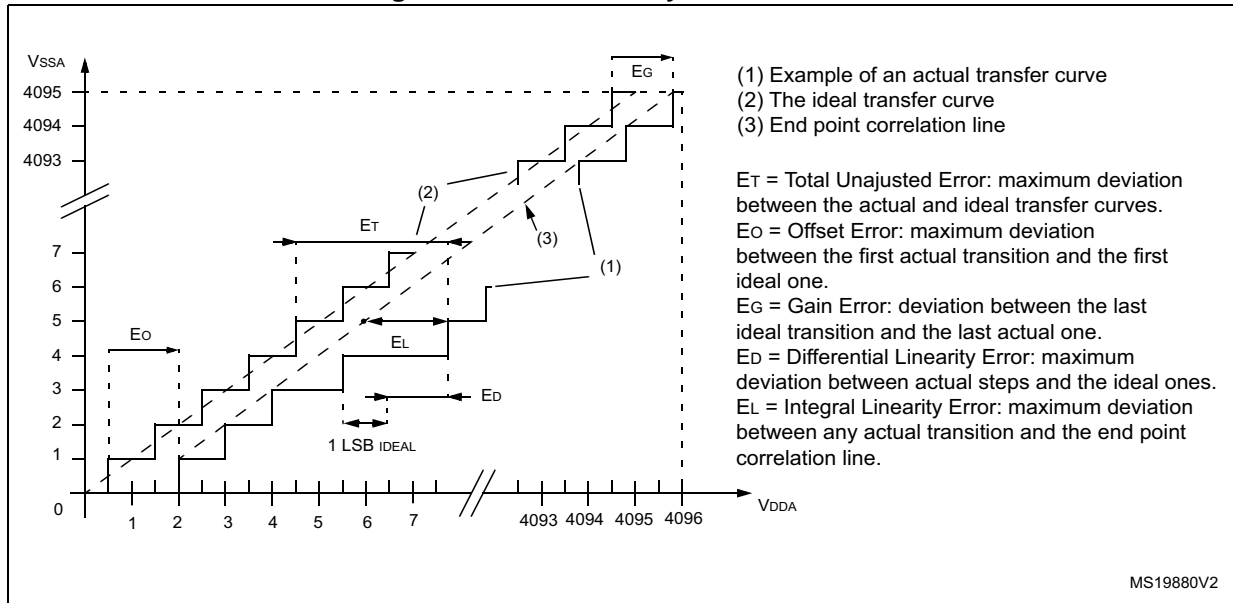 VSSA
EG
4095
4094
4093
(2)
ET
(3)
7
(1)
6
5
EO
EL
4
3
ED
2
1 LSB IDEAL
1
0
1 2 3 4 5 6 7 4093 4094 4095 4096
VDDA
(1) Example of an actual transfer curve
(2) The ideal transfer curve
(3) End point correlation line
ET = Total Unajusted Error: maximum deviation
between the actual and ideal transfer curves.
EO = Offset Error: maximum deviation
between the first actual transition and the first
ideal one.
EG = Gain Error: deviation between the last
ideal transition and the last actual one.
ED = Differential Linearity Error: maximum
deviation between actual steps and the ideal ones.
EL = Integral Linearity Error: maximum deviation
between any actual transition and the end point
correlation line.
MS19880V2